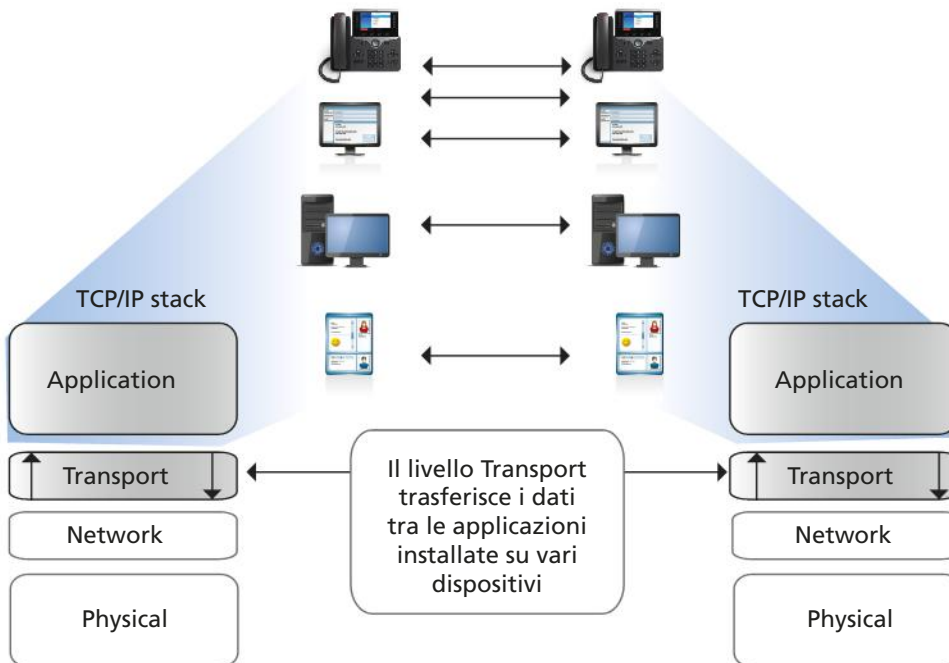 TCP/IP stack
TCP/IP stack
Application
Application
Transport
Il livello Transport
trasferisce i dati
tra le applicazioni
installate su vari
dispositivi
Transport
Network
Network
Physical
Physical